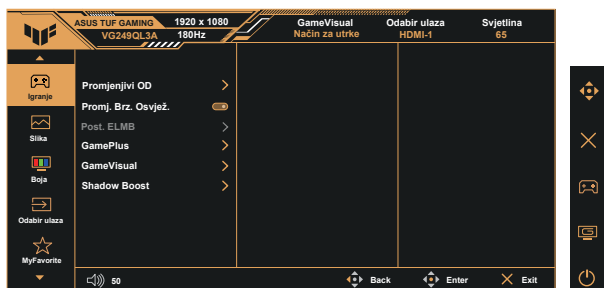 ASUS TUF GAMING 1920 x 1080 GameVisual Odabir ulaza Svjetlina
VG249QL3A 180Hz Način za utrke HDMI-1 65
Igranje
Slika
Boja
Odabir ulaza
MyFavorite
Promjenjivi OD
Promj. Brz. Osvjež.
Post. ELMB
GamePlus
GameVisual
Shadow Boost
50 Back Enter Exit